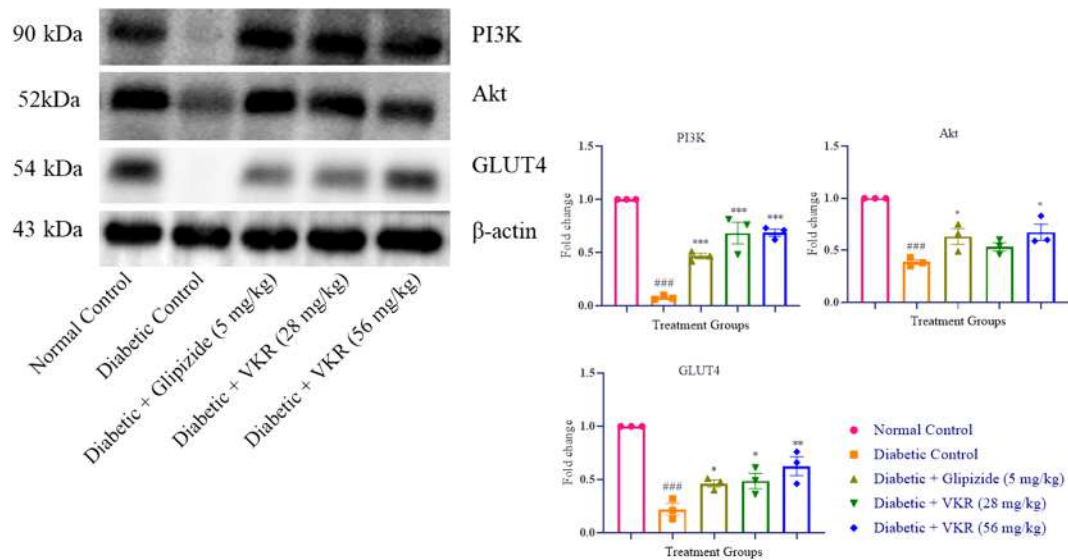 90 kDa PI3K
52kDa Akt
54 kDa GLUT4
43 kDa β-actin
Normal Control
Diabetic Control
Diabetic + Glipizide (5 mg/kg)
Diabetic + VKR (28 mg/kg)
Diabetic + VKR (56 mg/kg)
PI3K
Fold change
1.5
1.0
0.5
0.0
###
***
***
***
Treatment Groups
Akt
Fold change
1.5
1.0
0.5
0.0
###
*
*
Treatment Groups
GLUT4
Fold change
1.5
1.0
0.5
0.0
###
*
*
**
Treatment Groups
Normal Control
Diabetic Control
Diabetic + Glipizide (5 mg/kg)
Diabetic + VKR (28 mg/kg)
Diabetic + VKR (56 mg/kg)